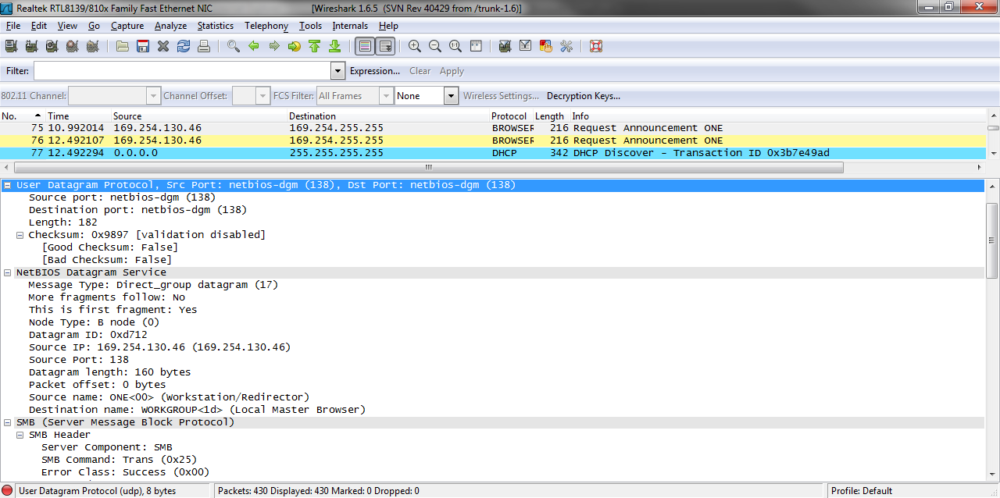 Realtek RTL8139/810x Family Fast Ethernet NIC [Wireshark 1.6.5 (SVN Rev 40429 from /trunk-1.6)]
File Edit View Go Capture Analyze Statistics Telephony Tools Internals Help
Filter: Expression... Clear Apply
802.11 Channel: Channel Offset: FCS Filter: All Frames None Wireless Settings... Decryption Keys...
No. Time Source Destination Protocol Length Info
75 10.992014 169.254.130.46 169.254.255.255 BROWSER 216 Request Announcement ONE
76 12.492107 169.254.130.46 169.254.255.255 BROWSER 216 Request Announcement ONE
77 12.492294 0.0.0.0 255.255.255.255 DHCP 342 DHCP Discover - Transaction ID 0x3b7e49ad
User Datagram Protocol, Src Port: netbios-dgm (138), Dst Port: netbios-dgm (138)
Source port: netbios-dgm (138)
Destination port: netbios-dgm (138)
Length: 182
Checksum: 0x9897 [validation disabled]
[Good Checksum: False]
[Bad Checksum: False]
NetBIOS Datagram Service
Message Type: Direct_group datagram (17)
More fragments follow: No
This is first fragment: Yes
Node Type: B node (0)
Datagram ID: 0xd712
Source IP: 169.254.130.46 (169.254.130.46)
Source Port: 138
Datagram length: 160 bytes
Packet offset: 0 bytes
Source name: ONE<00> (Workstation/Redirector)
Destination name: WORKGROUP<1d> (Local Master Browser)
SMB (Server Message Block Protocol)
SMB Header
Server Component: SMB
SMB Command: Trans (0x25)
Error Class: Success (0x00)
User Datagram Protocol (udp), 8 bytes Packets: 430 Displayed: 430 Marked: 0 Dropped: 0 Profile: Default